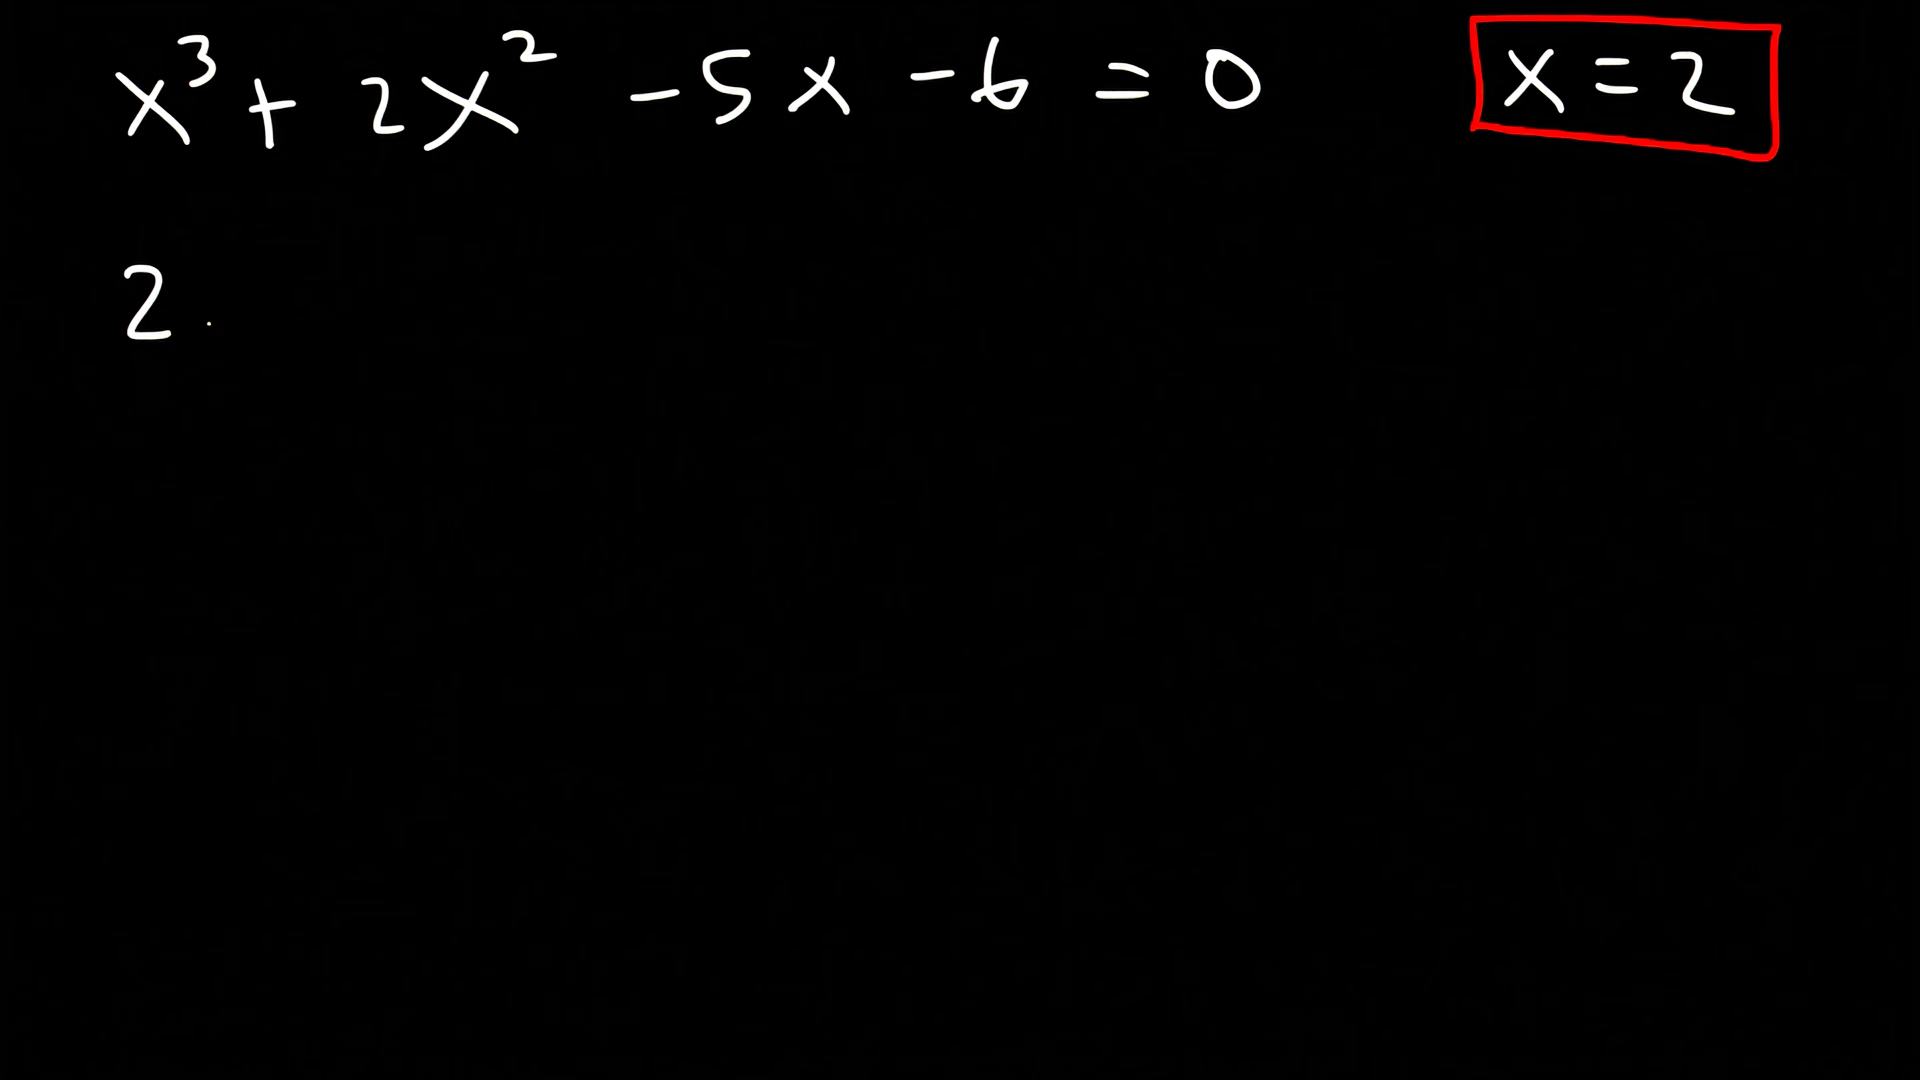 x³ + 2x² - 5x - 6 = 0
x = 2
2